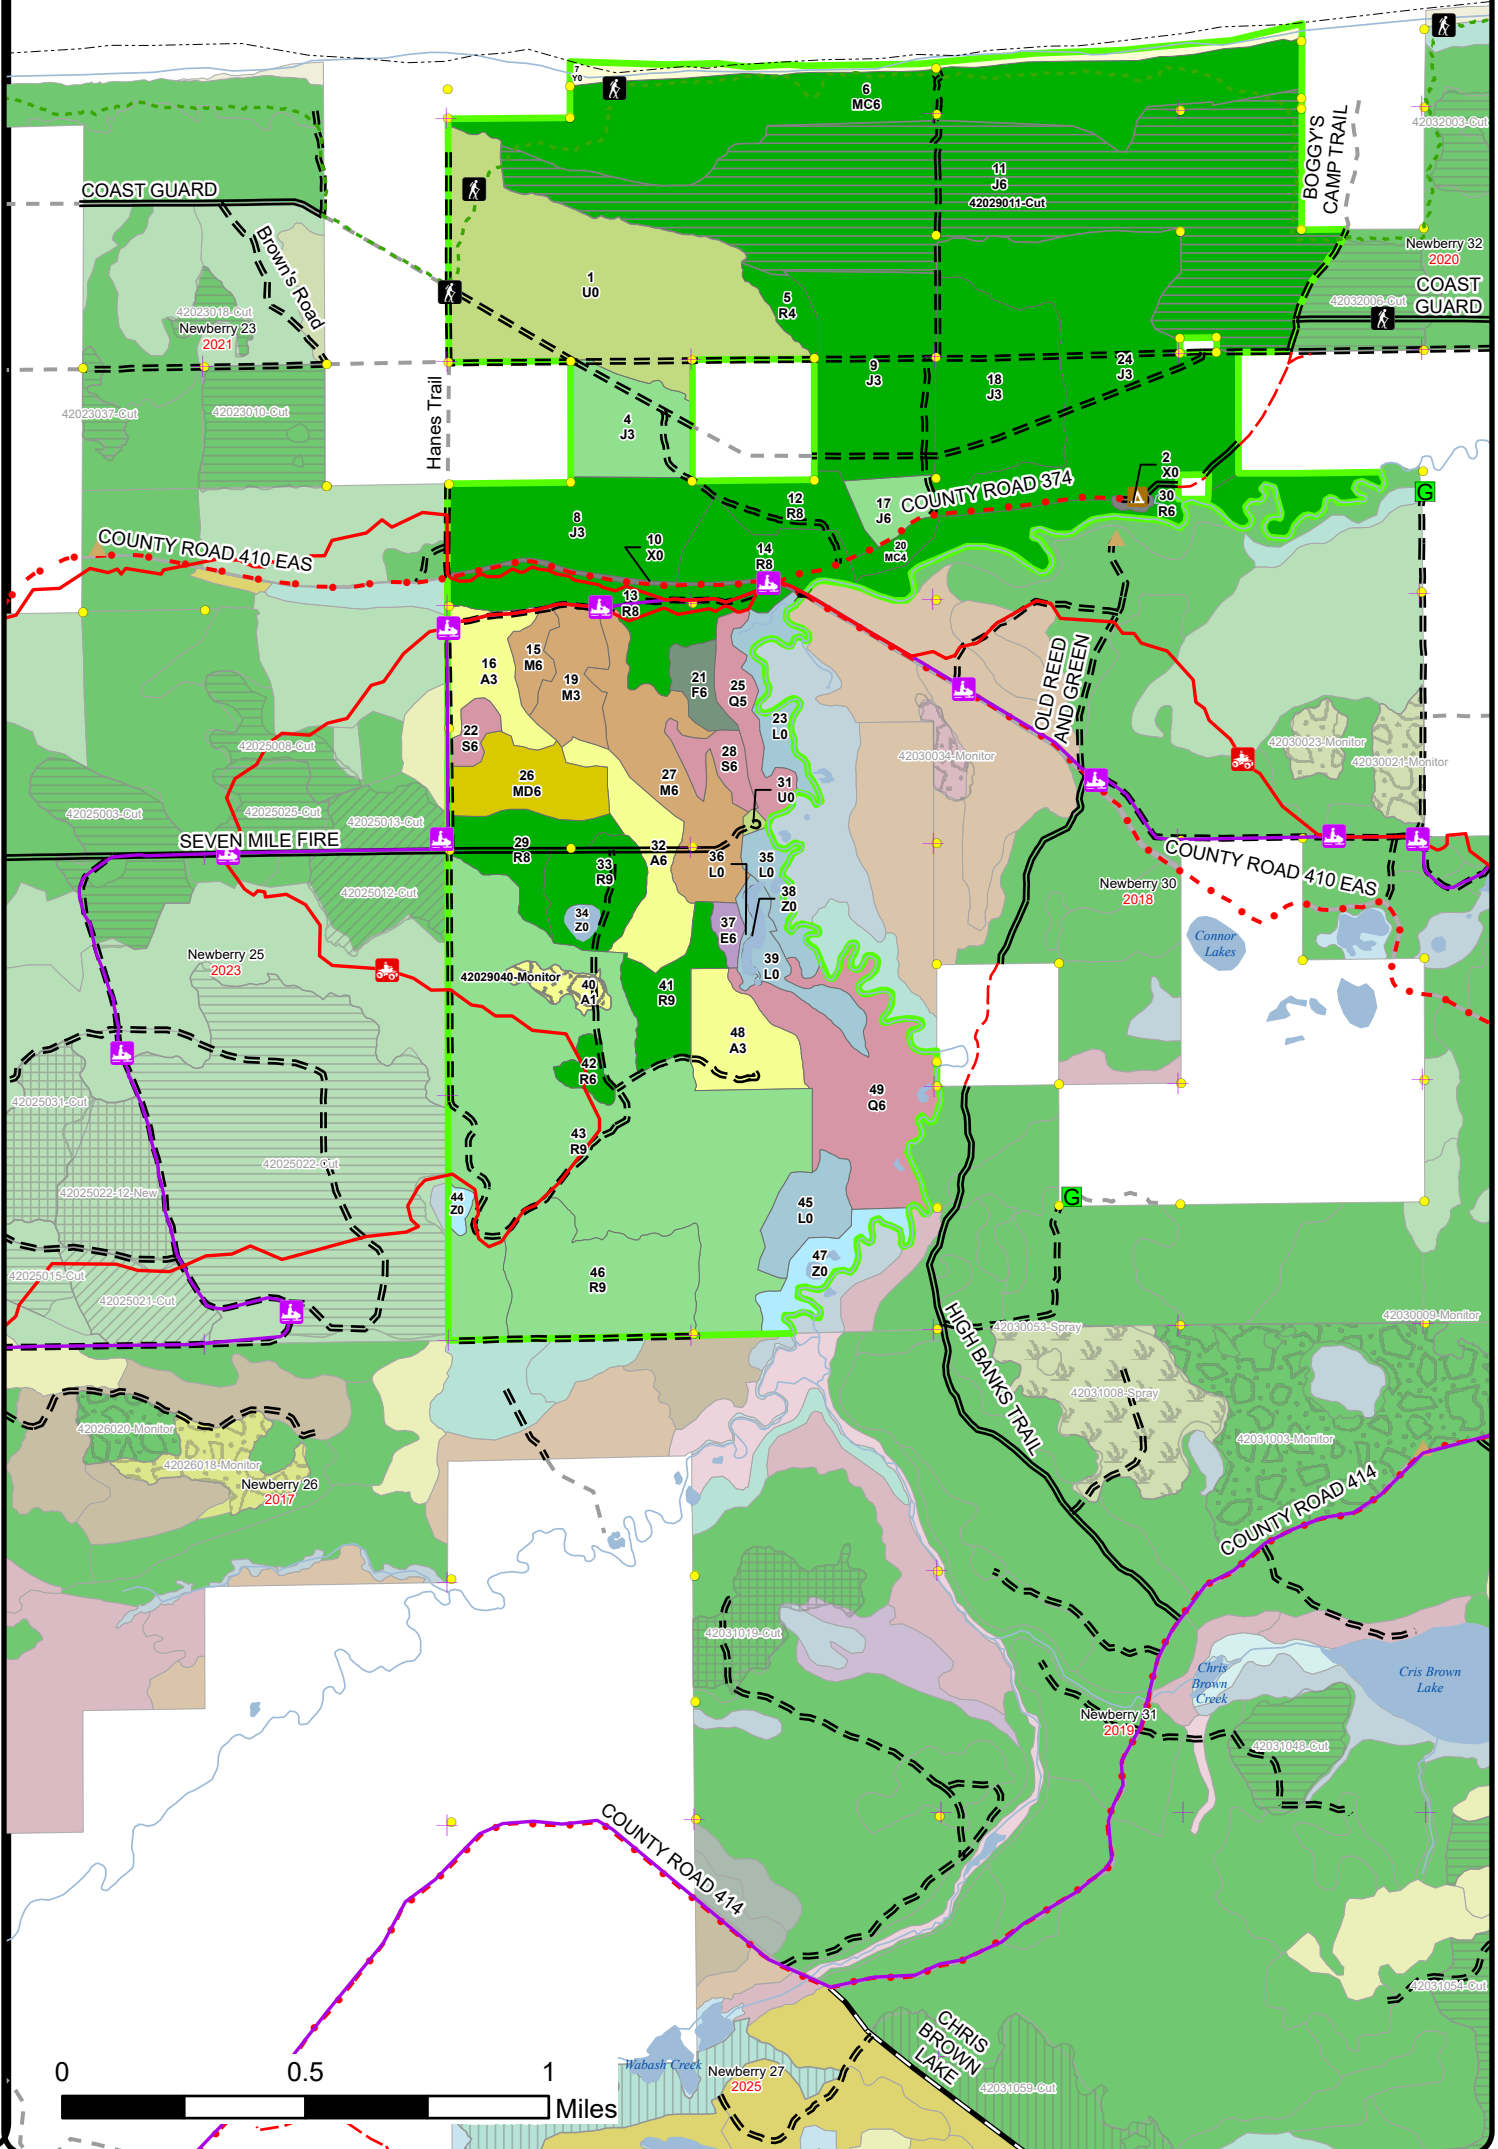 7
Y0
6
MC6
42032003-Cut
BOGGY'S
CAMP TRAIL
11
J6
42029011-Cut
COAST GUARD
Brown's Road
Newberry 32
2020
COAST
GUARD
42032006-Cut
1
U0
5
R4
42023018-Cut
Newberry 23
2021
9
J3
18
J3
24
J3
42023037-Cut
42023010-Cut
Hanes Trail
4
J3
2
X0
COUNTY ROAD 374
G
12
R8
17
J6
30
R6
8
J3
10
X0
14
R8
20
MC4
COUNTY ROAD 410 EAS
13
R8
OLD REED
AND GREEN
15
M6
16
A3
19
M3
21
F6
25
Q5
23
L0
22
S6
28
S6
42025008-Cut
42030034-Monitor
42030023-Monitor
42030021-Monitor
26
MD6
27
M6
31
U0
42025003-Cut
42025025-Cut
42025013-Cut
SEVEN MILE FIRE
29
R8
32
A6
33
R9
36
L0
35
L0
COUNTY ROAD 410 EAS
42025012-Cut
38
Z0
Newberry 30
2018
34
Z0
37
E6
Connor
Lakes
Newberry 25
2023
42029040-Monitor
40
A1
41
R9
39
L0
48
A3
42
R6
49
Q6
42025031-Cut
43
R9
42025022-Cut
42025022-12-New
44
Z0
45
L0
G
47
Z0
46
R9
42025015-Cut
42025021-Cut
HIGH BANKS TRAIL
42030053-Spray
42030009-Monitor
42031008-Spray
42026020-Monitor
42026018-Monitor
42031003-Monitor
Newberry 26
2017
COUNTY ROAD 414
42031019-Cut
Chris
Brown
Creek
Cris Brown
Lake
Newberry 31
2019
42031048-Cut
COUNTY ROAD 414
42031054-Cut
CHRIS
BROWN
LAKE
Wabash Creek
Newberry 27
2025
42031059-Cut
0
0.5
1
Miles